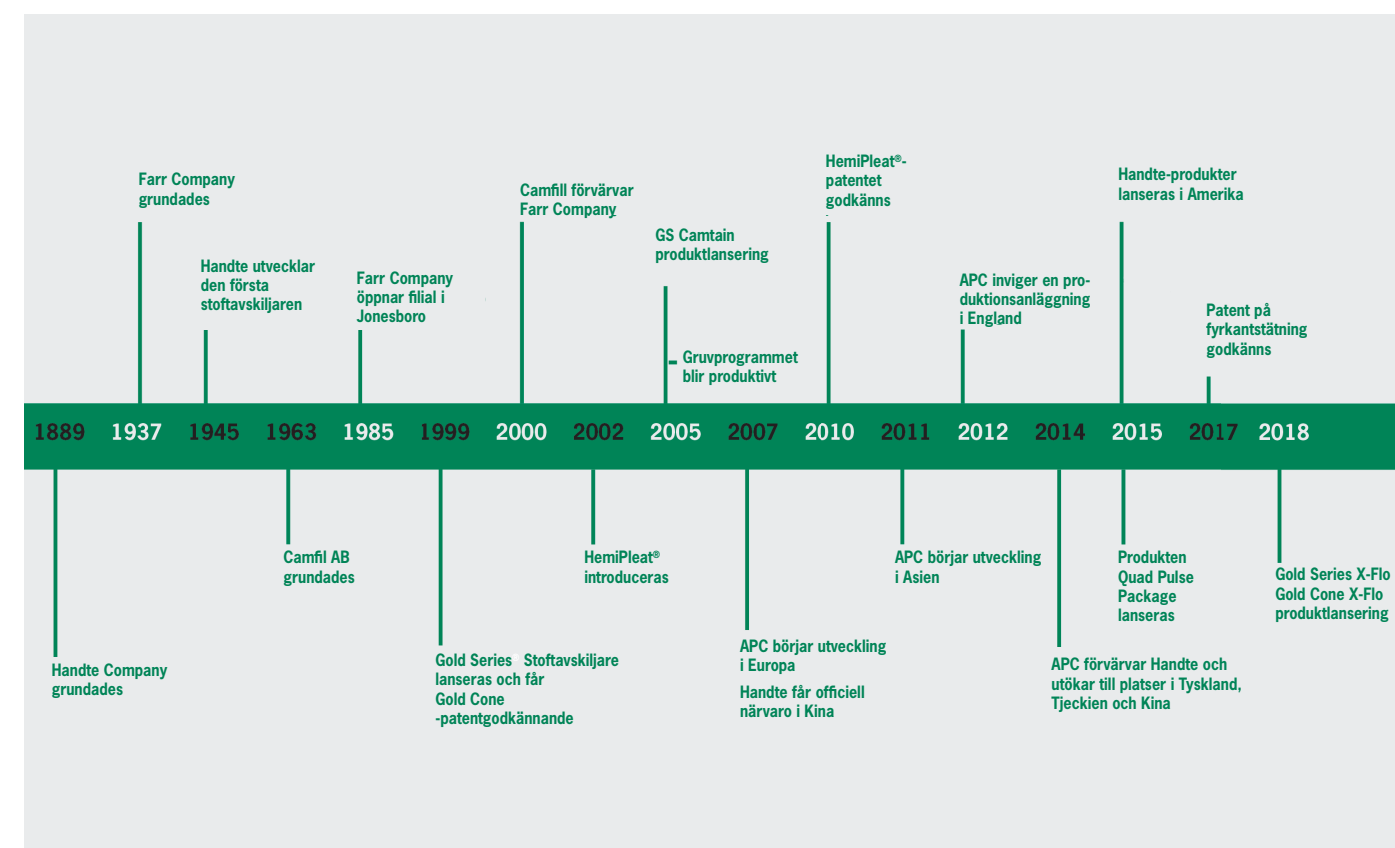 Farr Company
grundades
Handte utvecklar
den första
stoftavskiljaren
Farr Company
öppnar filial i
Jonesboro
Camfill förvärvar
Farr Company
GS Camtain
produktlansering
Gruvprogrammet
blir produktivt
HemiPleat®-
patentet
godkänns
APC inviger en pro-
duktionsanläggning
i England
Handte-produkter
lanseras i Amerika
Patent på
fyrkantstätning
godkänns
1889 1937 1945 1963 1985 1999 2000 2002 2005 2007 2010 2011 2012 2014 2015 2017 2018
Handte Company
grundades
Camfil AB
grundades
Gold Series Stoftavskiljare
lanseras och får
Gold Cone
-patentgodkännande
HemiPleat®
introduceras
APC börjar utveckling
i Europa
Handte får officiell
närvaro i Kina
APC börjar utveckling
i Asien
APC förvärvar Handte och
utökar till platser i Tyskland,
Tjeckien och Kina
Produkten
Quad Pulse
Package
lanseras
Gold Series X-Flo
Gold Cone X-Flo
produktlansering